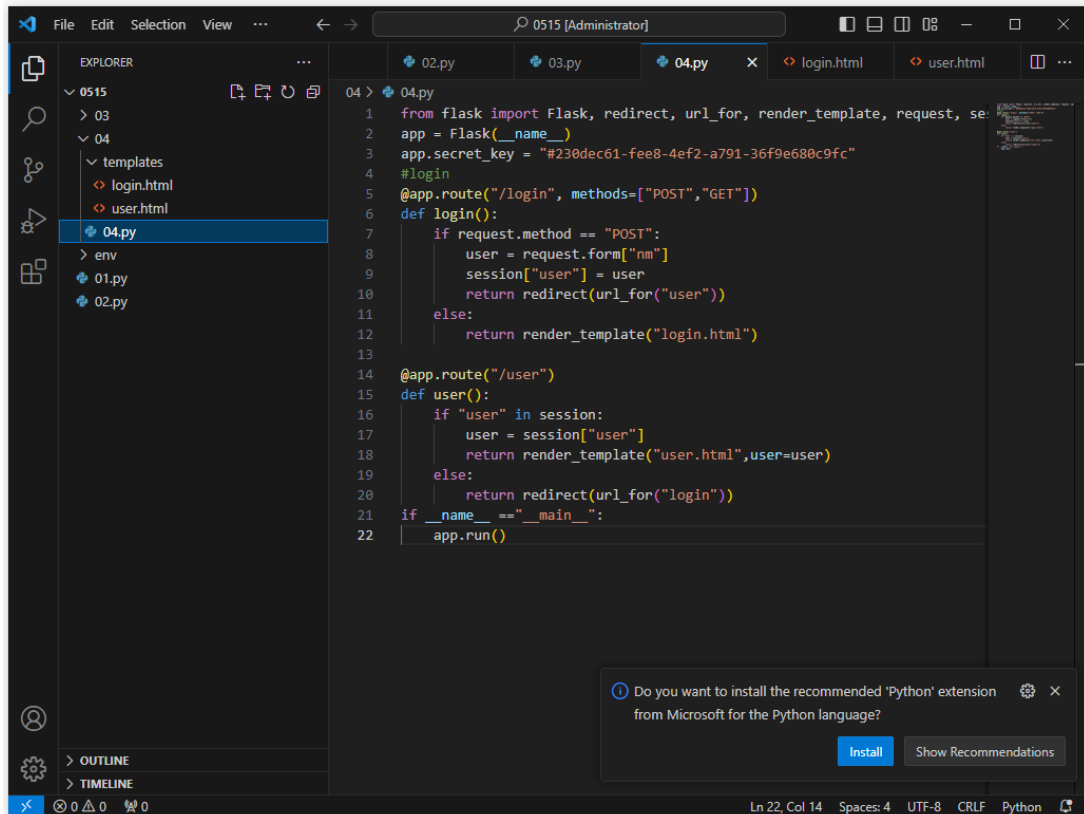 File Edit Selection View ··· 0515 [Administrator]
EXPLORER ···
02.py 03.py 04.py login.html user.html ···
0515
03
04
templates
login.html
user.html
04.py
env
01.py
02.py
04 > 04.py
1 from flask import Flask, redirect, url_for, render_template, request, se
2 app = Flask(__name__)
3 app.secret_key = "#230dec61-fee8-4ef2-a791-36f9e680c9fc"
4 #login
5 @app.route("/login", methods=["POST","GET"])
6 def login():
7 if request.method == "POST":
8 user = request.form["nm"]
9 session["user"] = user
10 return redirect(url_for("user"))
11 else:
12 return render_template("login.html")
13
14 @app.route("/user")
15 def user():
16 if "user" in session:
17 user = session["user"]
18 return render_template("user.html",user=user)
19 else:
20 return redirect(url_for("login"))
21 if __name__ =="__main__":
22 app.run()
Do you want to install the recommended 'Python' extension
from Microsoft for the Python language?
Install Show Recommendations
OUTLINE
TIMELINE
0 0 0 Ln 22, Col 14 Spaces: 4 UTF-8 CRLF Python